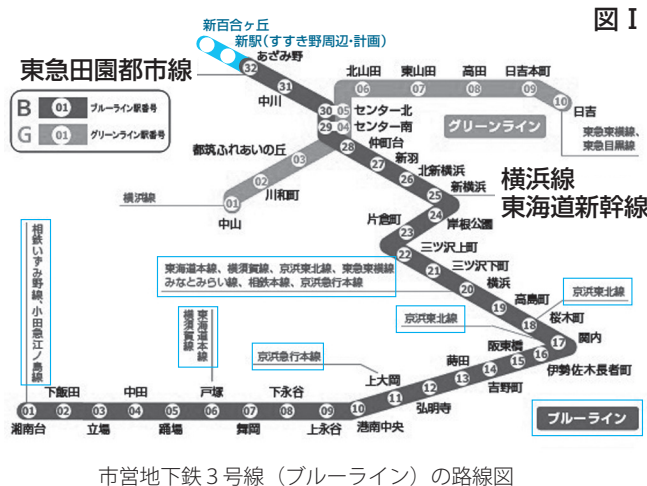 図Ⅰ
新百合ヶ丘
新駅(すすき野周辺・計画)
あざみ野
32
東急田園都市線
31
中川
B 01 ブルーライン駅番号
G 01 グリーンライン駅番号
北山田
東山田
高田
日吉本町
06
07
08
09
10
日吉
東急東横線、
東急目黒線
30 05 センター北
29 04 センター南
グリーンライン
都筑ふれあいの丘
03
02
川和町
01
中山
横浜線
28
仲町台
27
新羽
26
北新横浜
25
新横浜
横浜線
東海道新幹線
24
岸根公園
片倉町
23
22
三ツ沢上町
21
三ツ沢下町
20
横浜
19
高島町
18
桜木町
17
関内
東海道本線、横須賀線、京浜東北線、東急東横線
みなとみらい線、相鉄本線、京浜急行本線
京浜東北線
京浜東北線
相鉄いずみ野線、小田急江ノ島線
東海道本線
横須賀線
京浜急行本線
阪東橋
16
伊勢佐木長者町
15
吉野町
14
蒔田
13
12
弘明寺
上大岡
11
10
港南中央
ブルーライン
下飯田
中田
戸塚
下永谷
01
02
03
04
05
06
07
08
09
湘南台
立場
踊場
舞岡
上永谷
市営地下鉄3号線(ブルーライン)の路線図